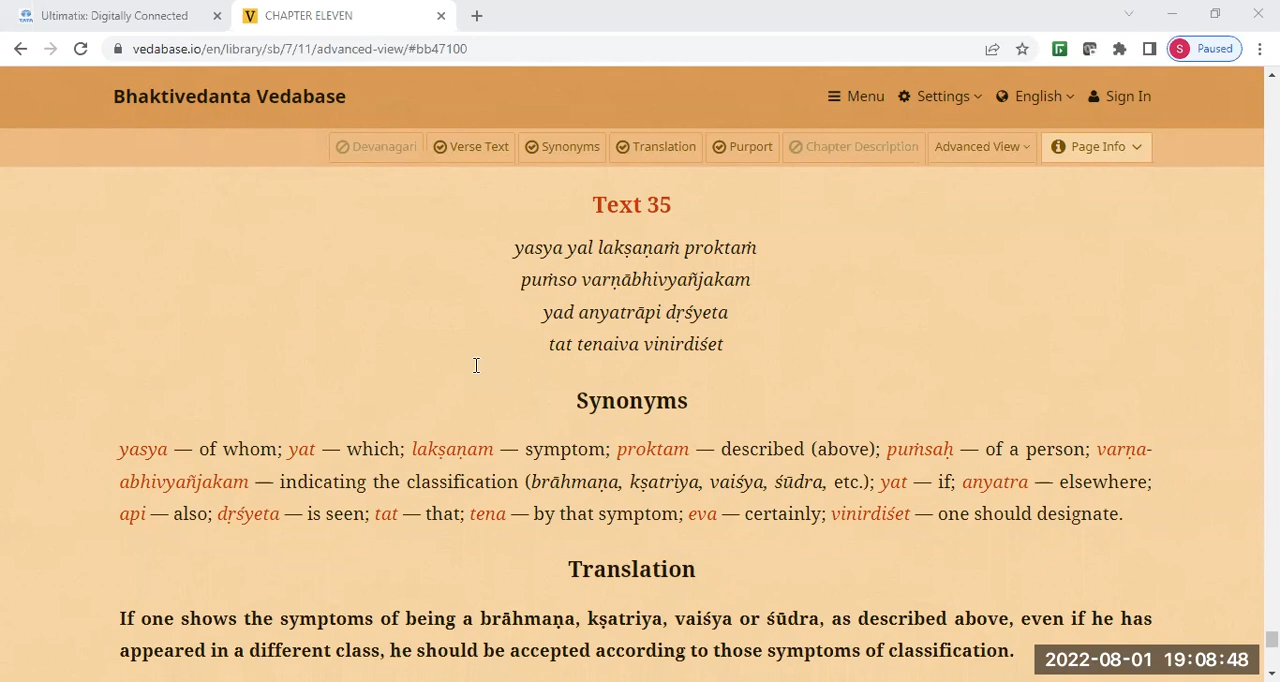 Ultimatix: Digitally Connected
CHAPTER ELEVEN
vedabase.io/en/library/sb/7/11/advanced-view/#bb47100
S Paused
Bhaktivedanta Vedabase
Menu Settings English Sign In
Devanagari Verse Text Synonyms Translation Purport Chapter Description Advanced View Page Info
Text 35
yasya yal lakṣaṇaṁ proktaṁ
puṁso varṇābhivyañjakam
yad anyatrāpi dṛśyeta
tat tenaiva vinirdiśet
Synonyms
yasya — of whom; yat — which; lakṣaṇam — symptom; proktam — described (above); puṁsaḥ — of a person; varṇa-
abhivyañjakam — indicating the classification (brāhmaṇa, kṣatriya, vaiśya, śūdra, etc.); yat — if; anyatra — elsewhere;
api — also; dṛśyeta — is seen; tat — that; tena — by that symptom; eva — certainly; vinirdiśet — one should designate.
Translation
If one shows the symptoms of being a brāhmaṇa, kṣatriya, vaiśya or śūdra, as described above, even if he has
appeared in a different class, he should be accepted according to those symptoms of classification.
2022-08-01 19:08:48